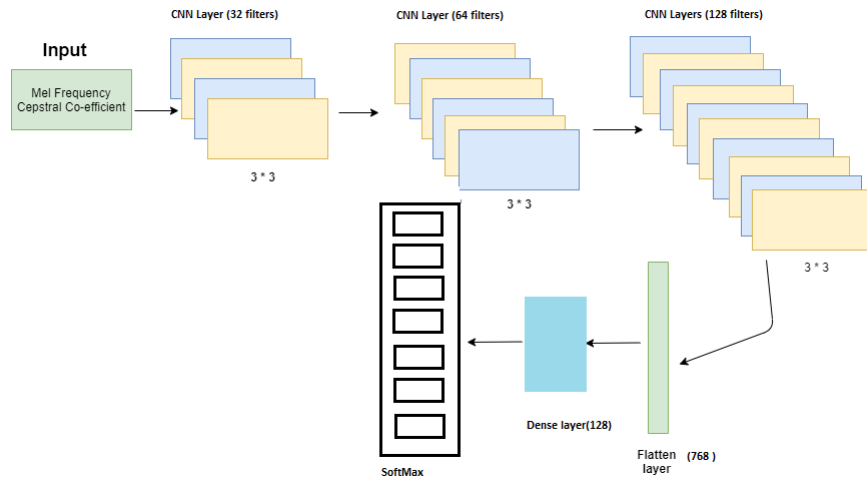 CNN Layer (32 filters)
CNN Layer (64 filters)
CNN Layers (128 filters)
Input
Mel Frequency
Cepstral Co-efficient
3 * 3
3 * 3
3 * 3
Dense layer(128)
Flatten (768 )
layer
SoftMax